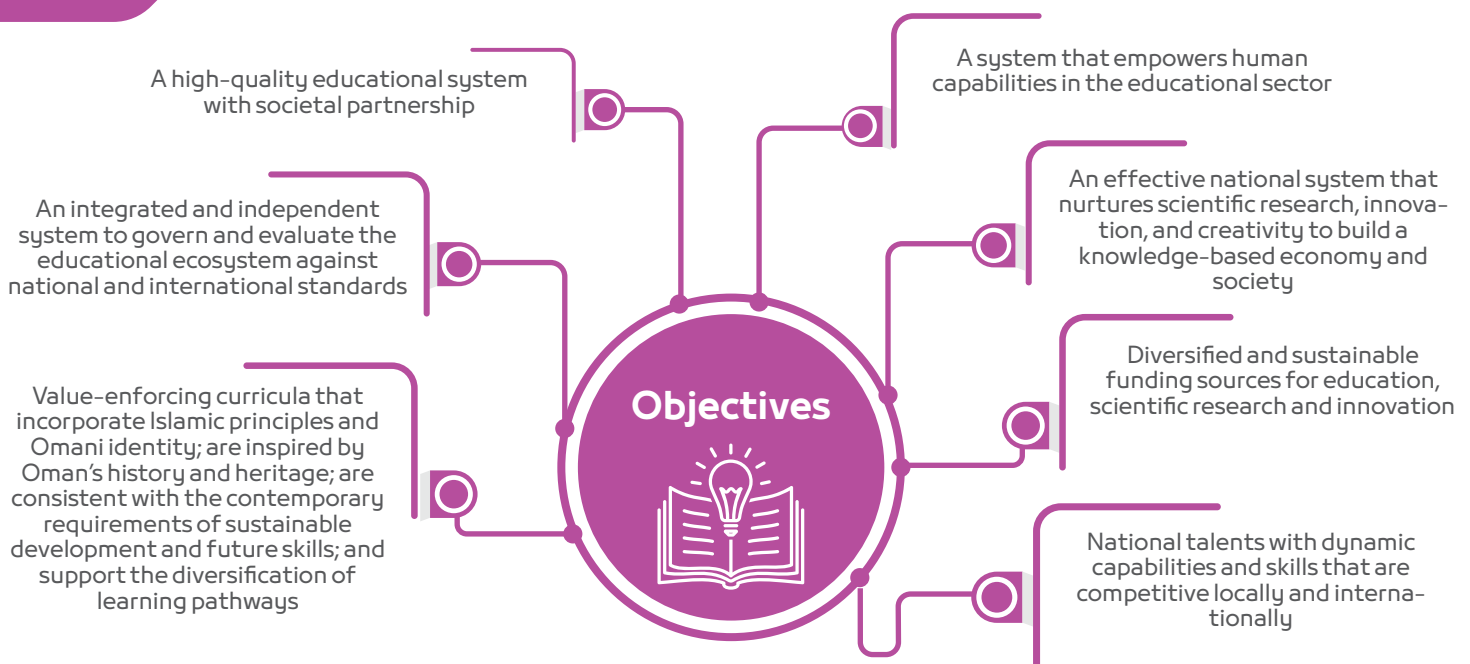 A high-quality educational system
with societal partnership
An integrated and independent
system to govern and evaluate the
educational ecosystem against
national and international standards
Value-enforcing curricula that
incorporate Islamic principles and
Omani identity; are inspired by
Oman's history and heritage; are
consistent with the contemporary
requirements of sustainable
development and future skills; and
support the diversification of
learning pathways
Objectives
A system that empowers human
capabilities in the educational sector
An effective national system that
nurtures scientific research, innova-
tion, and creativity to build a
knowledge-based economy and
society
Diversified and sustainable
funding sources for education,
scientific research and innovation
National talents with dynamic
capabilities and skills that are
competitive locally and interna-
tionally